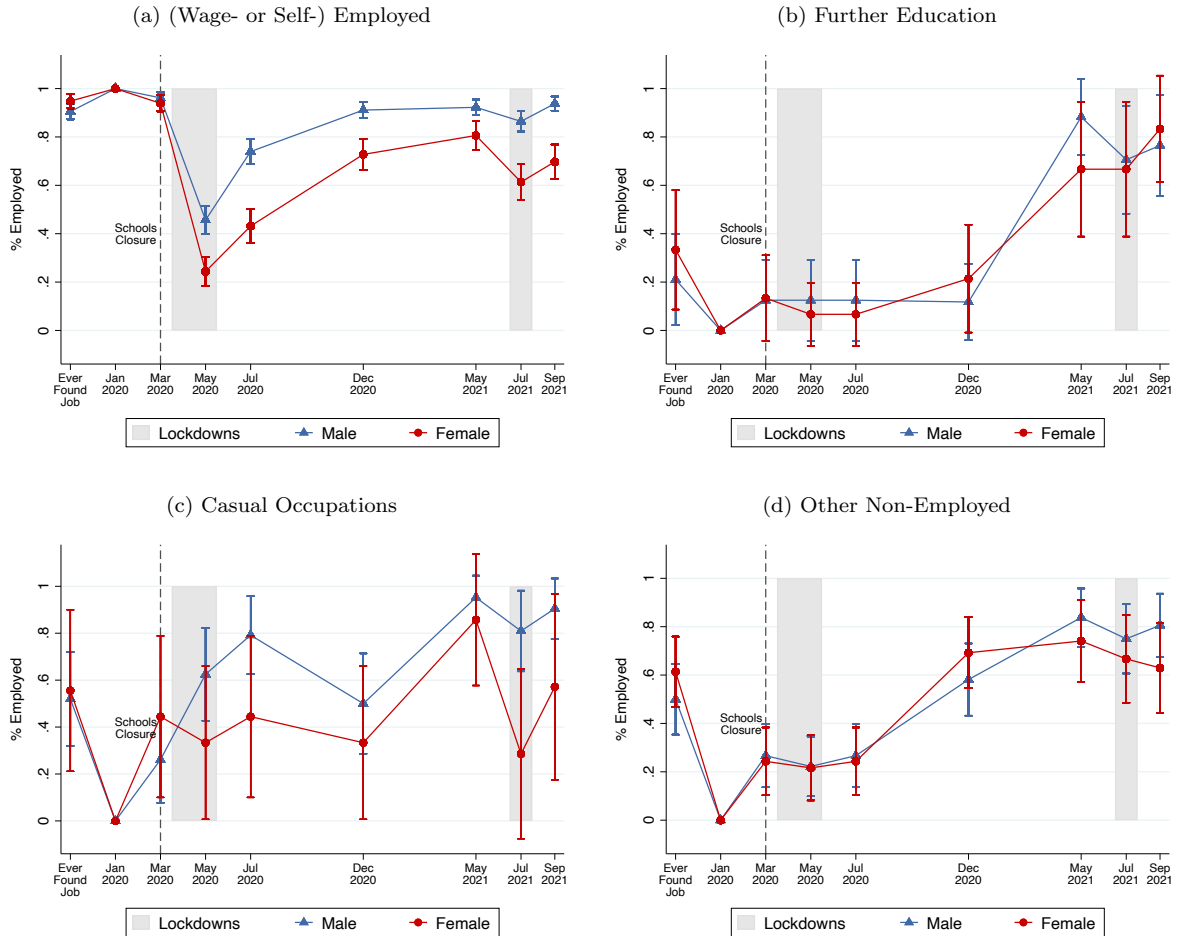 (a) (Wage- or Self-) Employed
% Employed
1
.8
.6
.4
.2
0
Schools
Closure
Ever
Found
Job
Jan
2020
Mar
2020
May
2020
Jul
2020
Dec
2020
May
2021
Jul
2021
Sep
2021
Lockdowns Male Female
(b) Further Education
% Employed
1
.8
.6
.4
.2
0
Schools
Closure
Ever
Found
Job
Jan
2020
Mar
2020
May
2020
Jul
2020
Dec
2020
May
2021
Jul
2021
Sep
2021
Lockdowns Male Female
(c) Casual Occupations
% Employed
1
.8
.6
.4
.2
0
Schools
Closure
Ever
Found
Job
Jan
2020
Mar
2020
May
2020
Jul
2020
Dec
2020
May
2021
Jul
2021
Sep
2021
Lockdowns Male Female
(d) Other Non-Employed
% Employed
1
.8
.6
.4
.2
0
Schools
Closure
Ever
Found
Job
Jan
2020
Mar
2020
May
2020
Jul
2020
Dec
2020
May
2021
Jul
2021
Sep
2021
Lockdowns Male Female